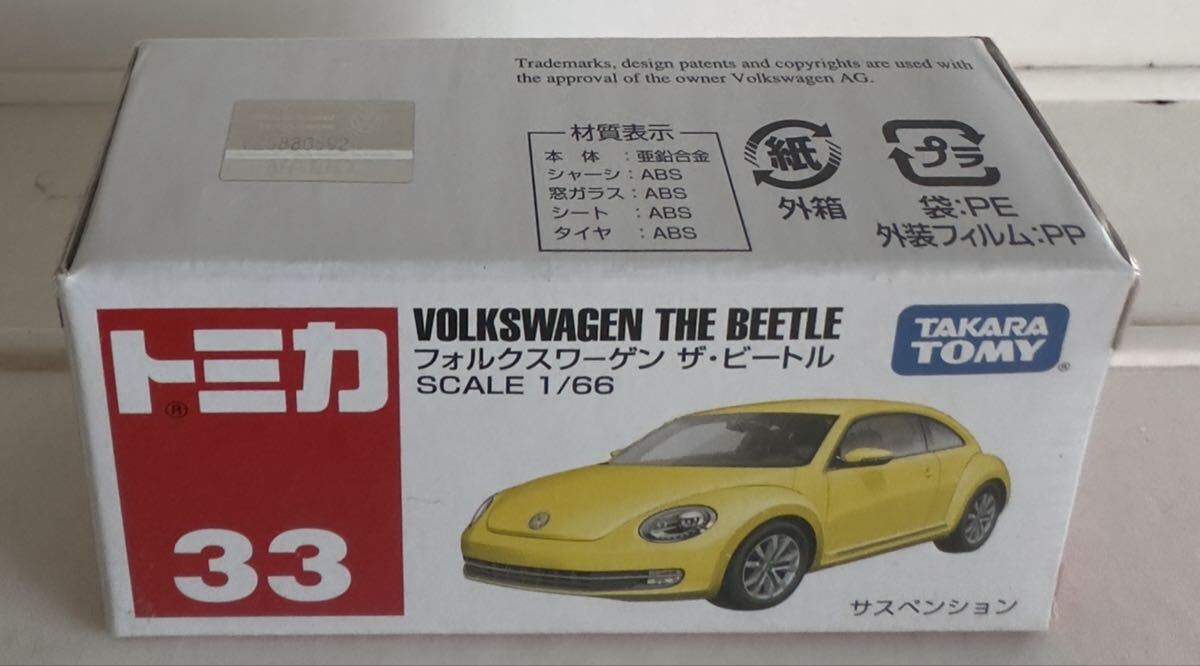 Trademarks, design patents and copyrights are used with
the approval of the owner Volkswagen AG.
材質表示
本 体 : 亜鉛合金
シャーシ : ABS
窓ガラス : ABS
シート : ABS
タイヤ : ABS
紙
外箱
プラ
袋:PE
外装フィルム:PP
トミカ
®
33
VOLKSWAGEN THE BEETLE
フォルクスワーゲン ザ・ビートル
SCALE 1/66
TAKARA
TOMY®
サスペンション